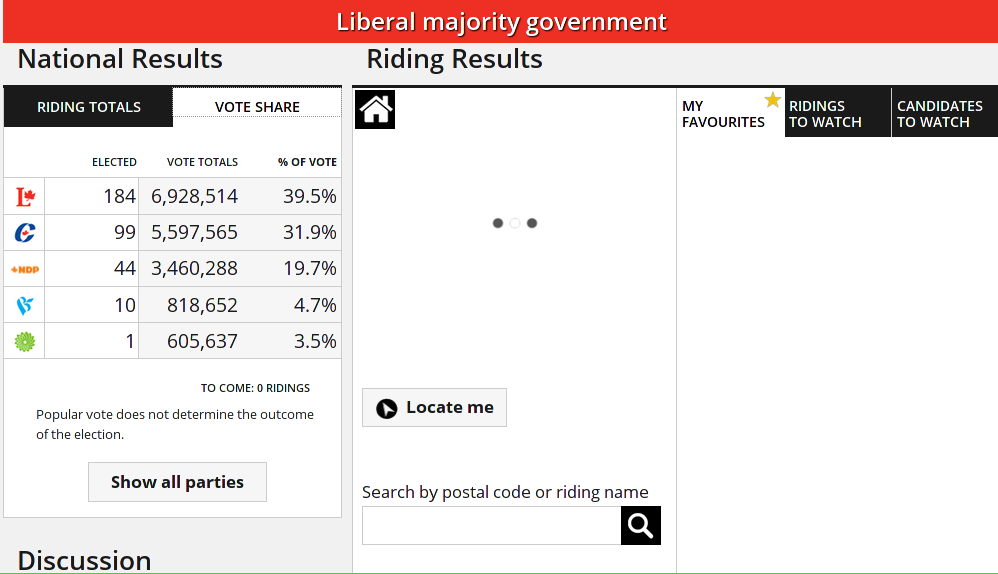 Liberal majority government
National Results
Riding Results
RIDING TOTALS
VOTE SHARE
MY
FAVOURITES
RIDINGS
TO WATCH
CANDIDATES
TO WATCH
ELECTED VOTE TOTALS % OF VOTE
L 184 6,928,514 39.5%
C 99 5,597,565 31.9%
NDP 44 3,460,288 19.7%
10 818,652 4.7%
1 605,637 3.5%
TO COME: 0 RIDINGS
Popular vote does not determine the outcome
of the election.
Show all parties
Locate me
Search by postal code or riding name
Discussion